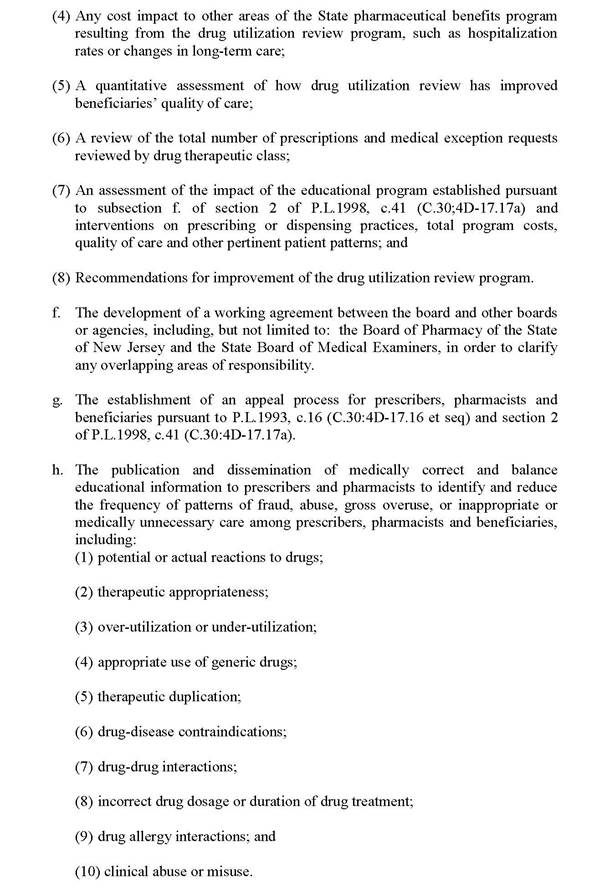 (4) Any cost impact to other areas of the State pharmaceutical benefits program
resulting from the drug utilization review program, such as hospitalization
rates or changes in long-term care;
(5) A quantitative assessment of how drug utilization review has improved
beneficiaries’ quality of care;
(6) A review of the total number of prescriptions and medical exception requests
reviewed by drug therapeutic class;
(7) An assessment of the impact of the educational program established pursuant
to subsection f. of section 2 of P.L.1998, c.41 (C.30;4D-17.17a) and
interventions on prescribing or dispensing practices, total program costs,
quality of care and other pertinent patient patterns; and
(8) Recommendations for improvement of the drug utilization review program.
f. The development of a working agreement between the board and other boards
or agencies, including, but not limited to: the Board of Pharmacy of the State
of New Jersey and the State Board of Medical Examiners, in order to clarify
any overlapping areas of responsibility.
g. The establishment of an appeal process for prescribers, pharmacists and
beneficiaries pursuant to P.L.1993, c.16 (C.30:4D-17.16 et seq) and section 2
of P.L.1998, c.41 (C.30:4D-17.17a).
h. The publication and dissemination of medically correct and balance
educational information to prescribers and pharmacists to identify and reduce
the frequency of patterns of fraud, abuse, gross overuse, or inappropriate or
medically unnecessary care among prescribers, pharmacists and beneficiaries,
including:
(1) potential or actual reactions to drugs;
(2) therapeutic appropriateness;
(3) over-utilization or under-utilization;
(4) appropriate use of generic drugs;
(5) therapeutic duplication;
(6) drug-disease contraindications;
(7) drug-drug interactions;
(8) incorrect drug dosage or duration of drug treatment;
(9) drug allergy interactions; and
(10) clinical abuse or misuse.